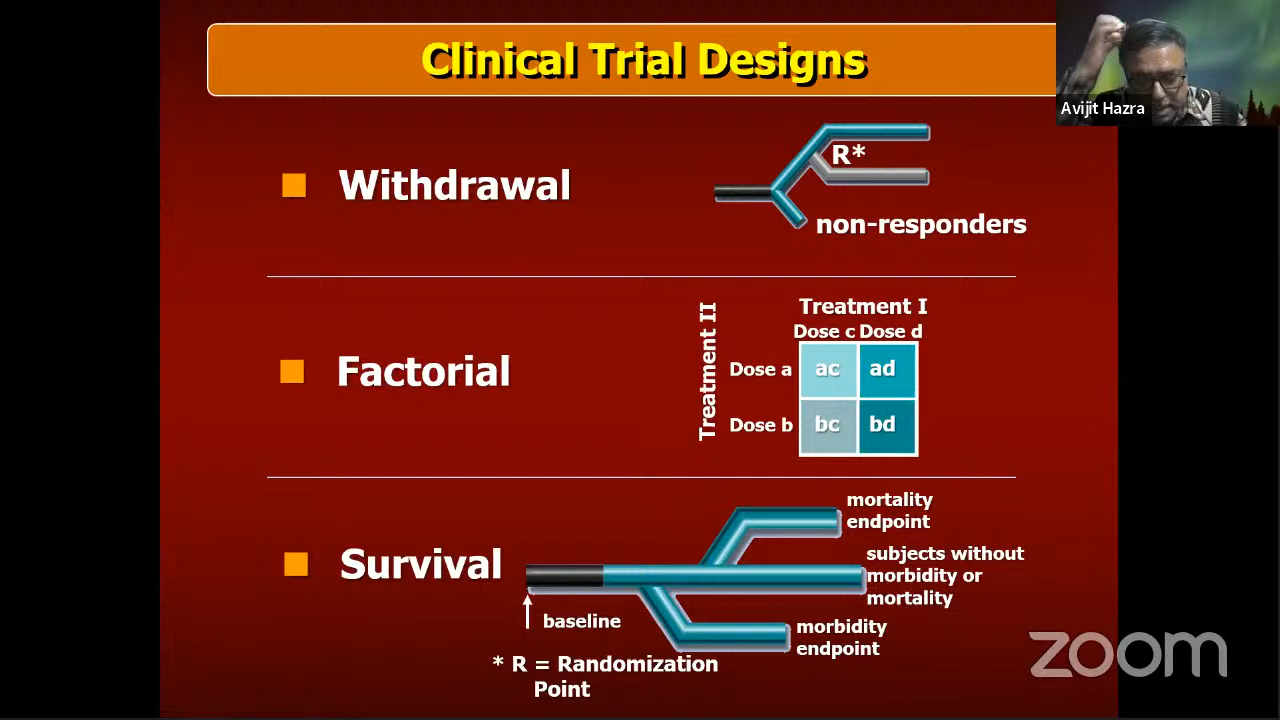 Clinical Trial Designs
Avijit Hazra
Withdrawal
R*
non-responders
Factorial
Treatment II
Treatment I
Dose c Dose d
Dose a
ac
ad
Dose b
bc
bd
Survival
mortality
endpoint
subjects without
morbidity or
mortality
baseline
morbidity
endpoint
* R = Randomization
Point
zoom